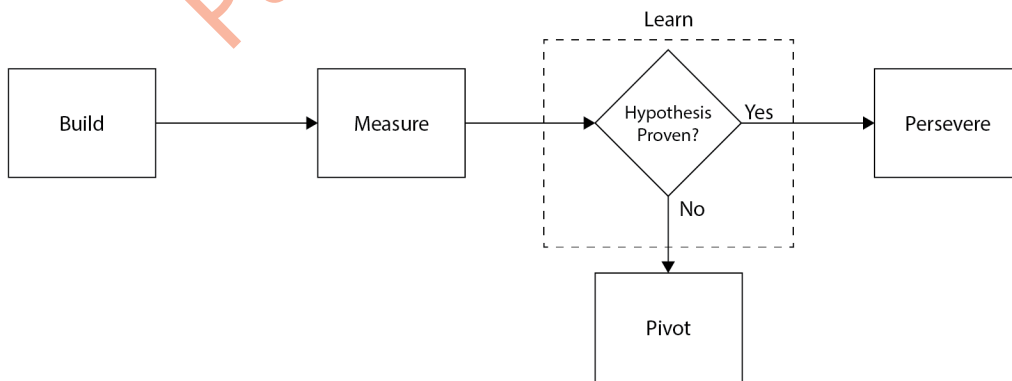 Learn
Build
Measure
Hypothesis
Proven?
Yes
Persevere
No
Pivot